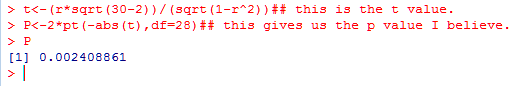 > t<-(r*sqrt(30-2))/(sqrt(1-r^2))## this is the t value.
> P<-2*pt(-abs(t),df=28)## this gives us the p value I believe.
> P
[1] 0.002408861
> |